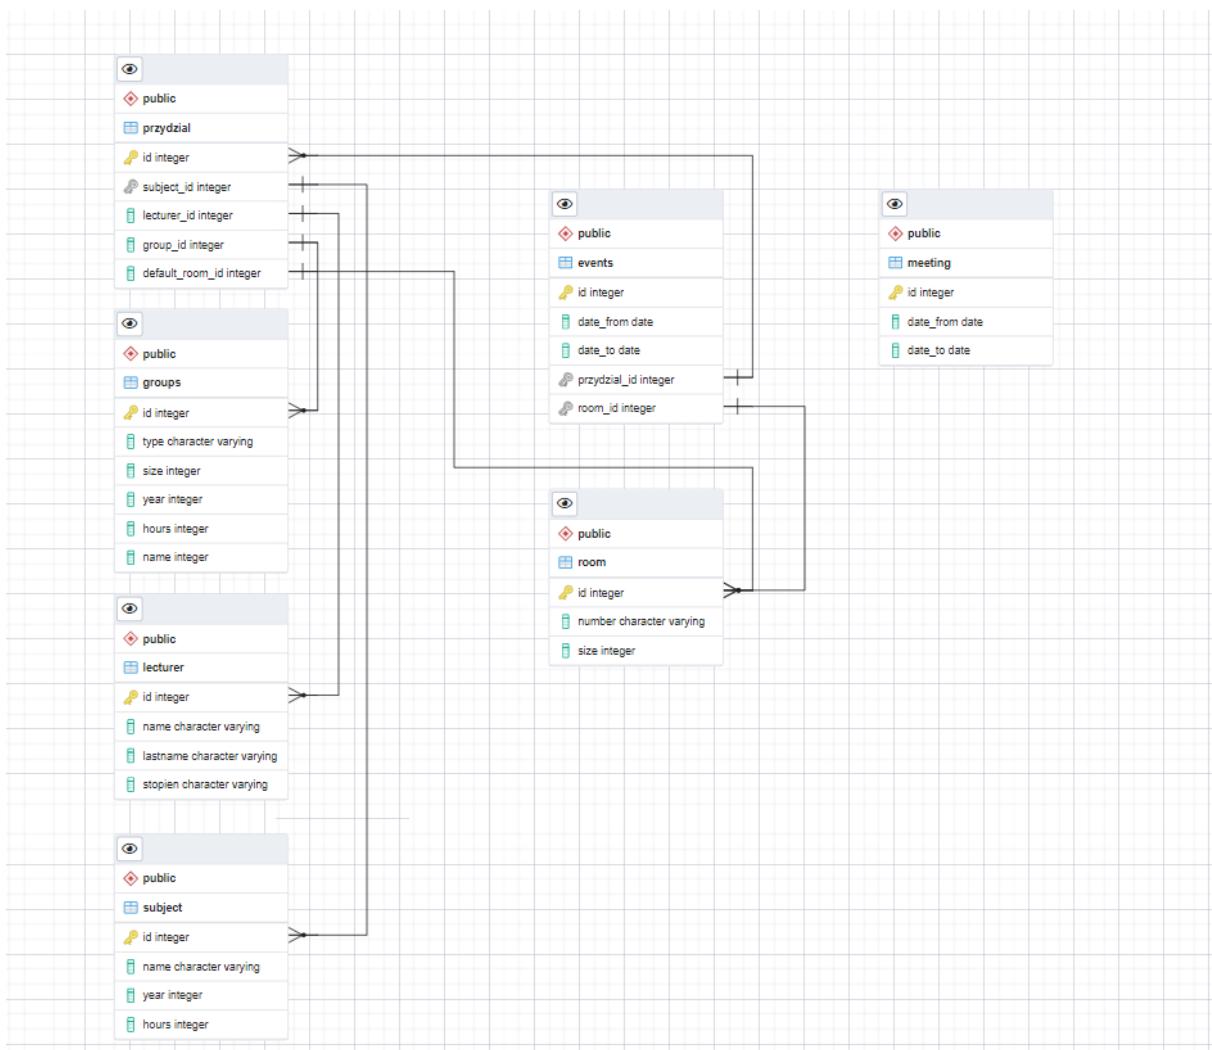 public
przydzial
id integer
subject_id integer
lecturer_id integer
group_id integer
default_room_id integer
public
groups
id integer
type character varying
size integer
year integer
hours integer
name integer
public
lecturer
id integer
name character varying
lastname character varying
stopien character varying
public
subject
id integer
name character varying
year integer
hours integer
public
events
id integer
date_from date
date_to date
przydzial_id integer
room_id integer
public
room
id integer
number character varying
size integer
public
meeting
id integer
date_from date
date_to date